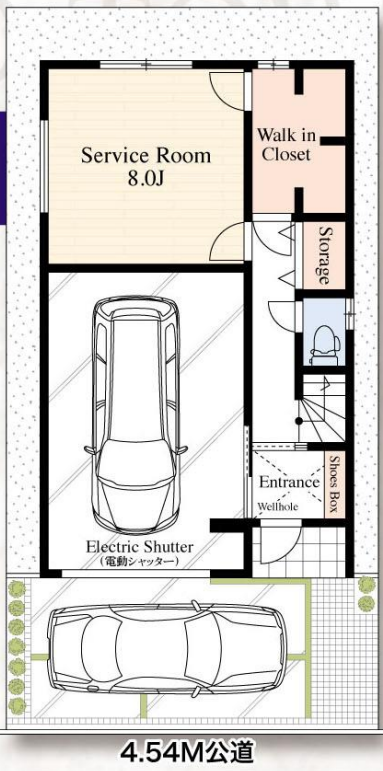 Service Room
8.0J
Walk in
Closet
Storage
Entrance
Wellhole
Shoes Box
Electric Shutter
(電動シャッター)
4.54M公道